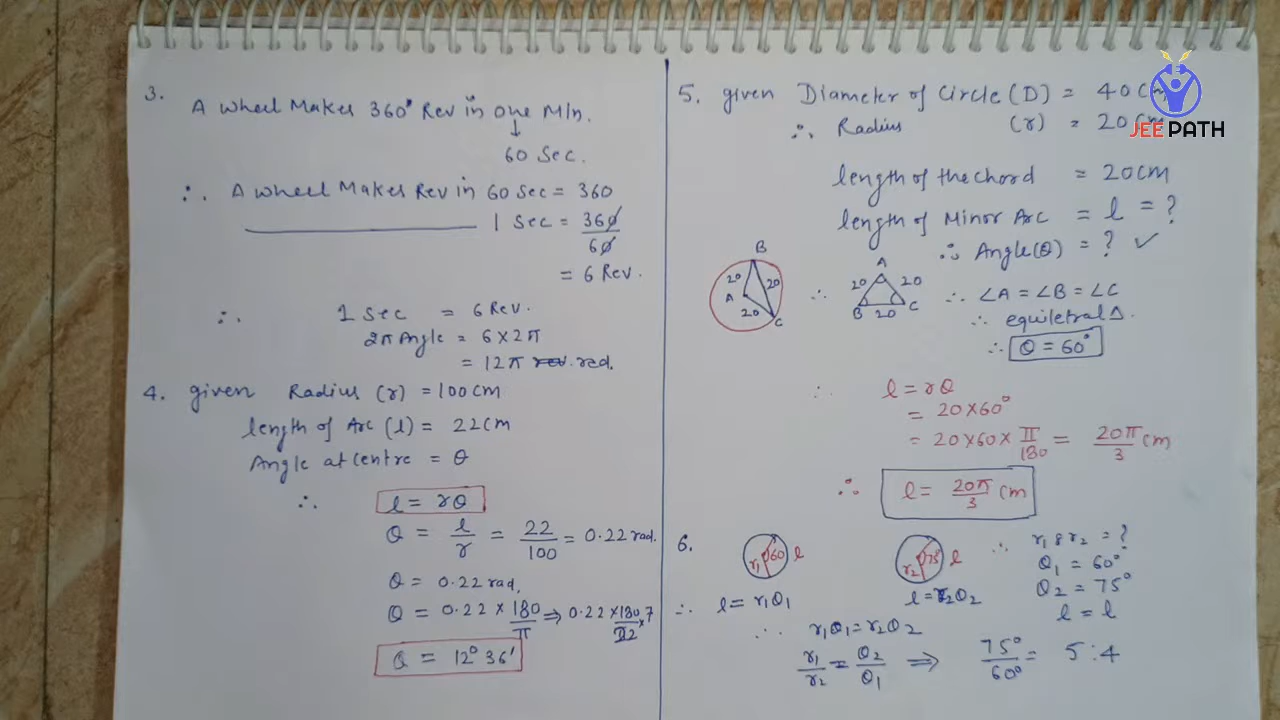 3.
A wheel Makes 360° Rev in one Min.
↓
60 Sec.
∴ A wheel Makes Rev in 60 Sec = 360
1 Sec = 360/60
= 6 Rev.
∴ 1 Sec = 6 Rev.
2π Angle = 6 × 2π
= 12π rev. rad.
4. given Radius (r) = 100 cm
length of Arc (l) = 22 cm
Angle at centre = θ
∴ l = rθ
θ = l/r = 22/100 = 0.22 rad.
θ = 0.22 rad,
θ = 0.22 × 180/π ⇒ 0.22 × 180/22 × 7
θ = 12° 36'
5. given Diameter of Circle (D) = 40 cm
∴ Radius (r) = 20 cm
length of the chord = 20 cm
length of Minor Arc = l = ?
∴ Angle (θ) = ? ✓
B
20 20
A
20 C
∴ A
20 20
B 20 C
∴ ∠A = ∠B = ∠C
∴ equiletral Δ.
∴ θ = 60°
∴ l = rθ
= 20 × 60°
= 20 × 60 × π/180 = 20π/3 cm
∴ l = 20π/3 cm
6.
r₁ 60 l
r₂ 75 l
∴ r₁ & r₂ = ?
θ₁ = 60°
θ₂ = 75°
l = l
∴ l = r₁θ₁
l = r₂θ₂
∴ r₁θ₁ = r₂θ₂
r₁/r₂ = θ₂/θ₁ ⇒ 75°/60° = 5 : 4
JEE PATH